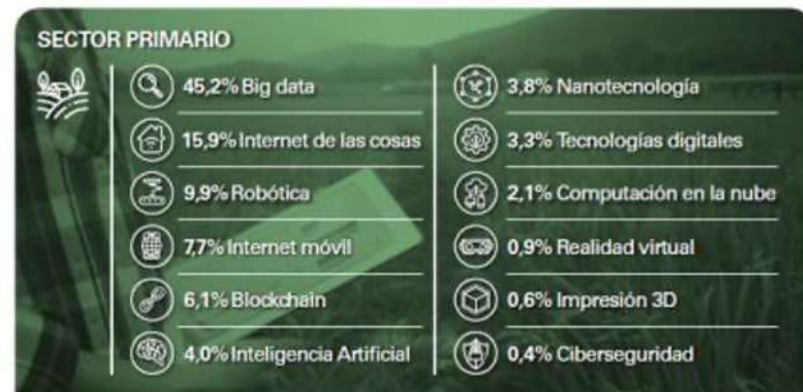 SECTOR PRIMARIO
45,2% Big data
15,9% Internet de las cosas
9,9% Robótica
7,7% Internet móvil
6,1% Blockchain
4,0% Inteligencia Artificial
3,8% Nanotecnología
3,3% Tecnologías digitales
2,1% Computación en la nube
0,9% Realidad virtual
0,6% Impresión 3D
0,4% Ciberseguridad